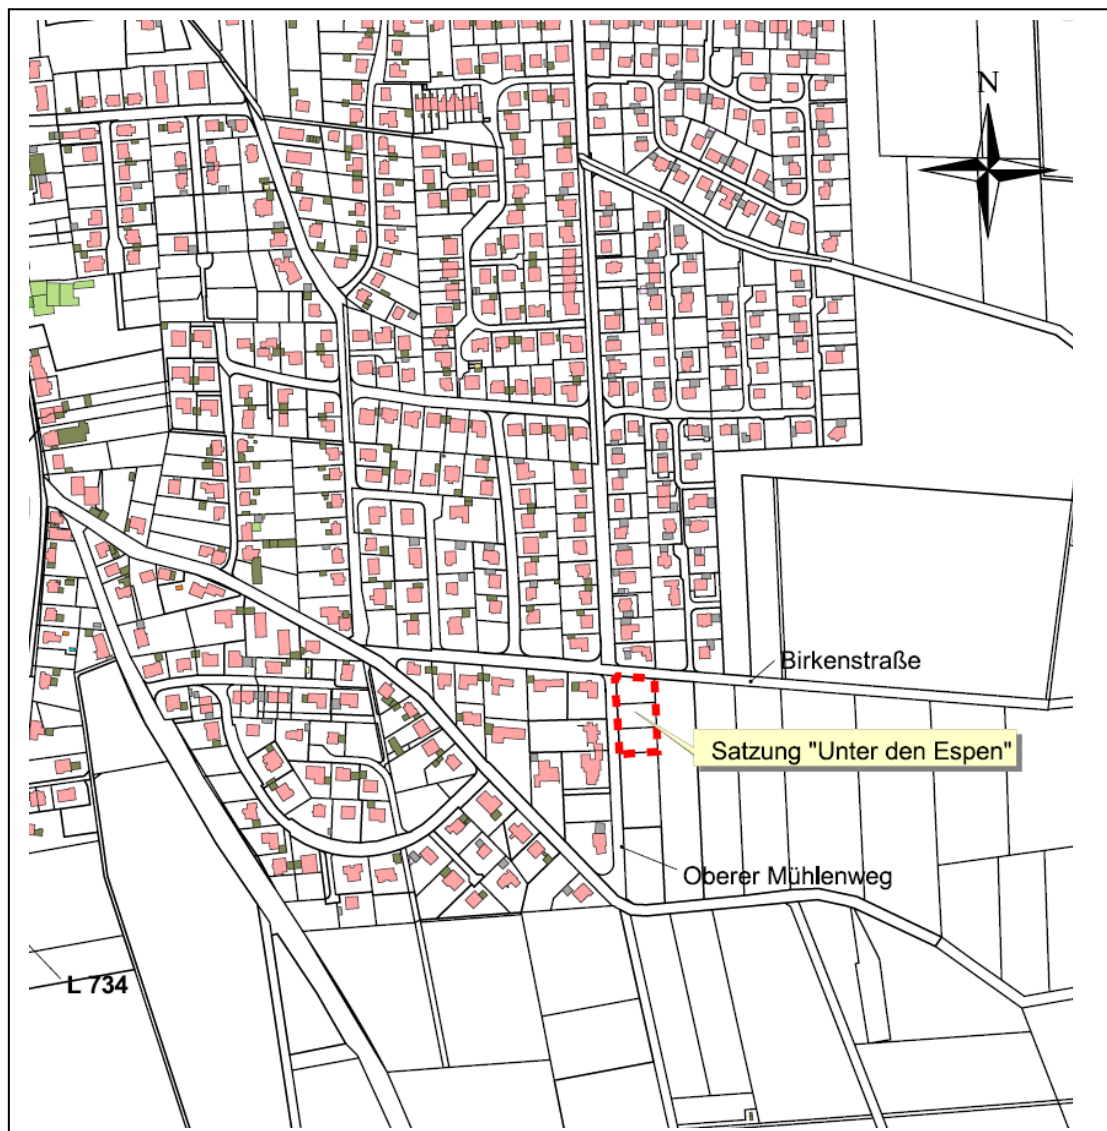 N
Birkenstraße
Satzung "Unter den Espen"
Oberer Mühlenweg
L 734